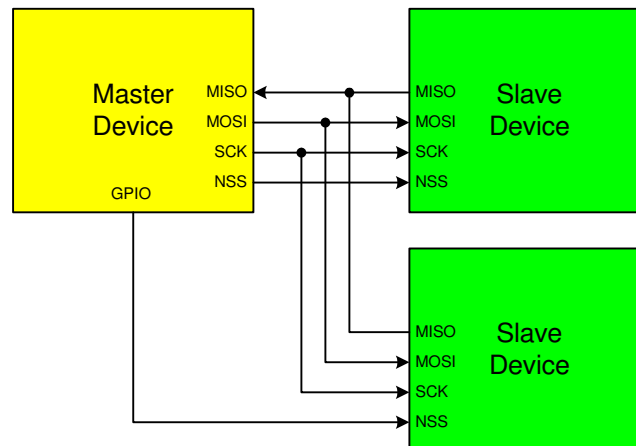 Master
Device
MISO
MOSI
SCK
NSS
GPIO
MISO
MOSI
SCK
NSS
Slave
Device
MISO
MOSI
SCK
NSS
Slave
Device